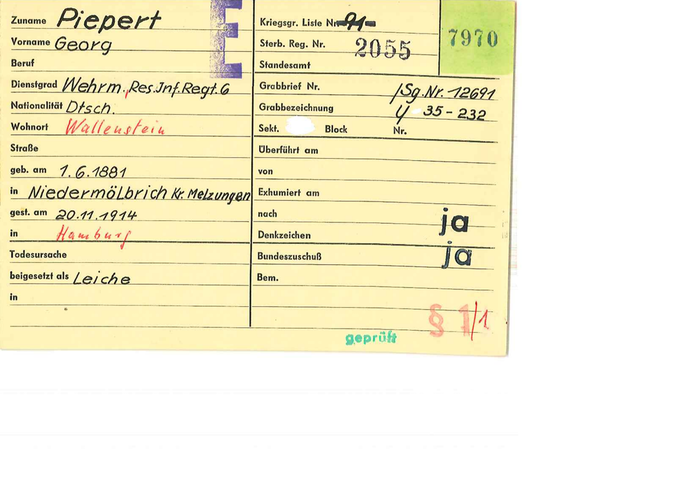 Zuname Piepert
Vorname Georg
Beruf
Dienstgrad Wehrm., Res.Inf.Regt.6
Nationalität Dtsch.
Wohnort Wallenstein
Straße
geb. am 1.6.1881
in Niedermölbrich Kr. Melzungen
gest. am 20.11.1914
in Hamburg
Todesursache
beigesetzt als Leiche
in
E
Kriegsgr. Liste Nr. 71
Sterb. Reg. Nr. 2055
7970
Standesamt
Grabbrief Nr. /Sg.Nr. 12691
Grabbezeichnung Y 35-232
Sekt. Block Nr.
Überführt am
von
Exhumiert am
nach ja
Denkzeichen
Bundeszuschuß ja
Bem.
§ 1/1
geprüft